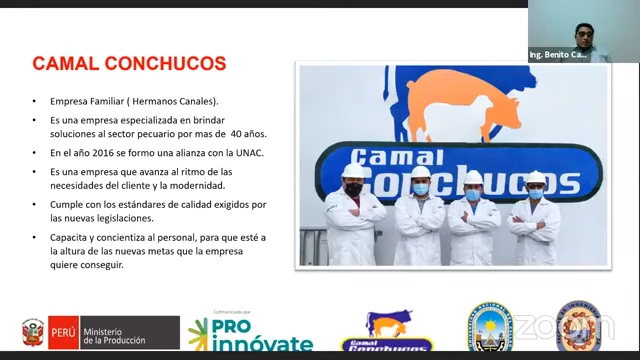 Ing. Benito Ca...
CAMAL CONCHUCOS
• Empresa Familiar ( Hermanos Canales).
• Es una empresa especializada en brindar
soluciones al sector pecuario por mas de 40 años.
• En el año 2016 se formo una alianza con la UNAC.
• Es una empresa que avanza al ritmo de las
necesidades del cliente y la modernidad.
• Cumple con los estándares de calidad exigidos por
las nuevas legislaciones.
• Capacita y concientiza al personal, para que esté a
la altura de las nuevas metas que la empresa
quiere conseguir.
Camal
Conchucos
PERÚ
Ministerio
de la Producción
Cofinanciado por
PRO
innóvate
Camal
Conchucos
zoom